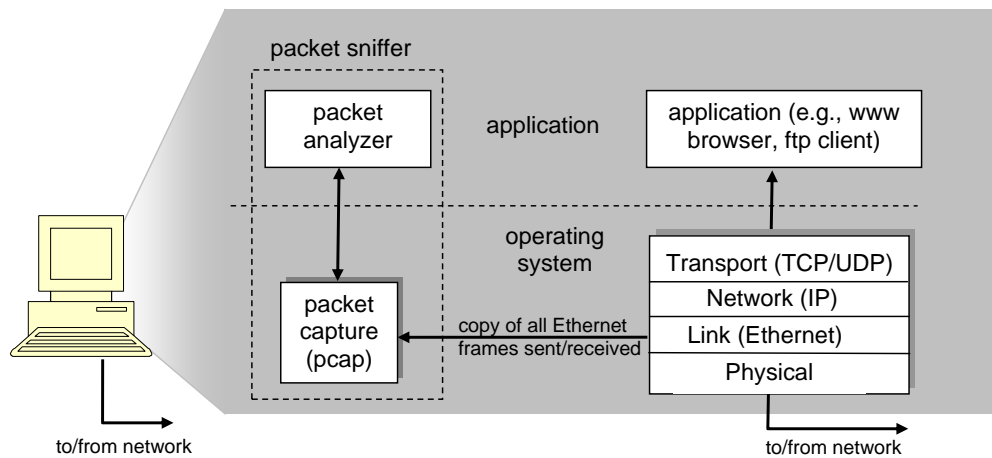 packet sniffer
packet
analyzer
application
application (e.g., www
browser, ftp client)
operating
system
packet
capture
(pcap)
copy of all Ethernet
frames sent/received
Transport (TCP/UDP)
Network (IP)
Link (Ethernet)
Physical
to/from network
to/from network